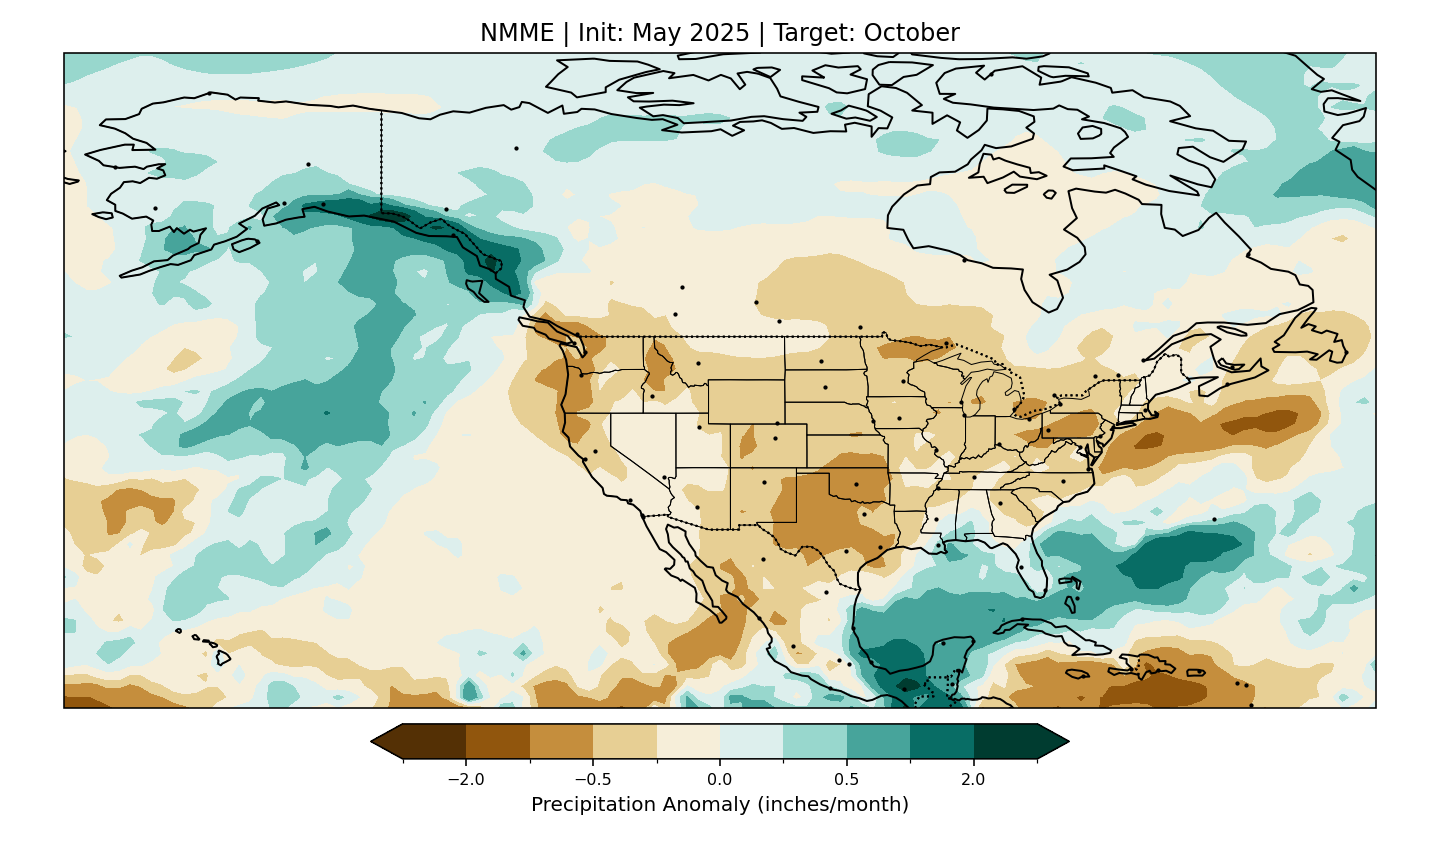 NMME | Init: May 2025 | Target: October
−2.0 −0.5 0.0 0.5 2.0
Precipitation Anomaly (inches/month)